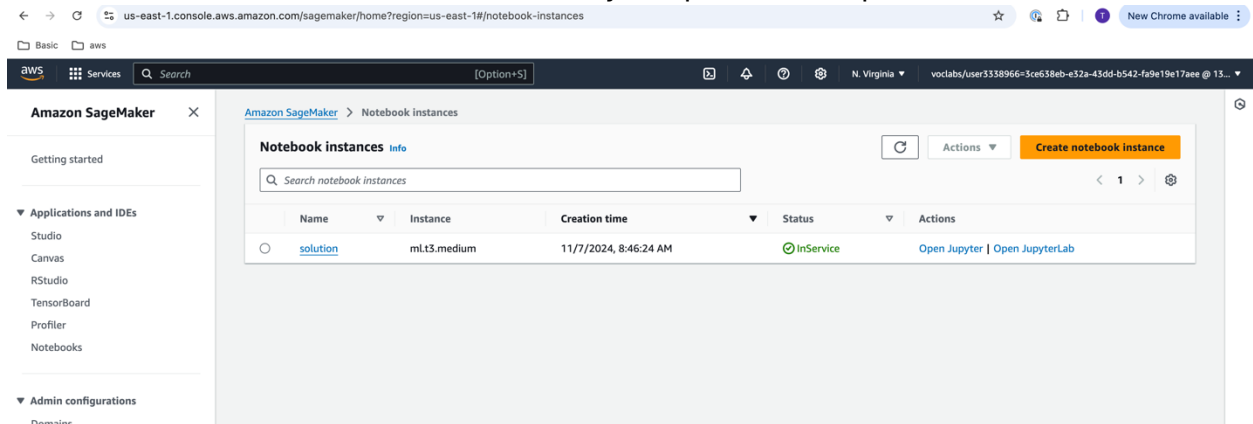 us-east-1.console.aws.amazon.com/sagemaker/home?region=us-east-1#/notebook-instances
T
New Chrome available
Basic aws
aws Services Search [Option+S] N. Virginia voclabs/user3338966=3ce638eb-e32a-43dd-b542-fa9e19e17aee @ 13...
Amazon SageMaker
Getting started
Applications and IDEs
Studio
Canvas
RStudio
TensorBoard
Profiler
Notebooks
Admin configurations
Domains
Amazon SageMaker > Notebook instances
Notebook instances Info
Actions Create notebook instance
Search notebook instances
< 1 >
Name Instance Creation time Status Actions
solution ml.t3.medium 11/7/2024, 8:46:24 AM InService Open Jupyter | Open JupyterLab